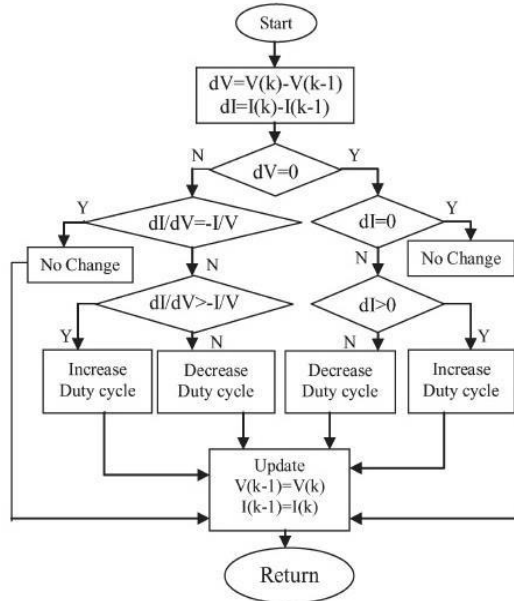 Start
dV=V(k)-V(k-1)
dI=I(k)-I(k-1)
N
Y
dV=0
Y
dI/dV=-I/V
dI=0
Y
No Change
N
N
No Change
dI/dV>-I/V
dI>0
Y
N
N
Y
Increase
Duty cycle
Decrease
Duty cycle
Decrease
Duty cycle
Increase
Duty cycle
Update
V(k-1)=V(k)
I(k-1)=I(k)
Return